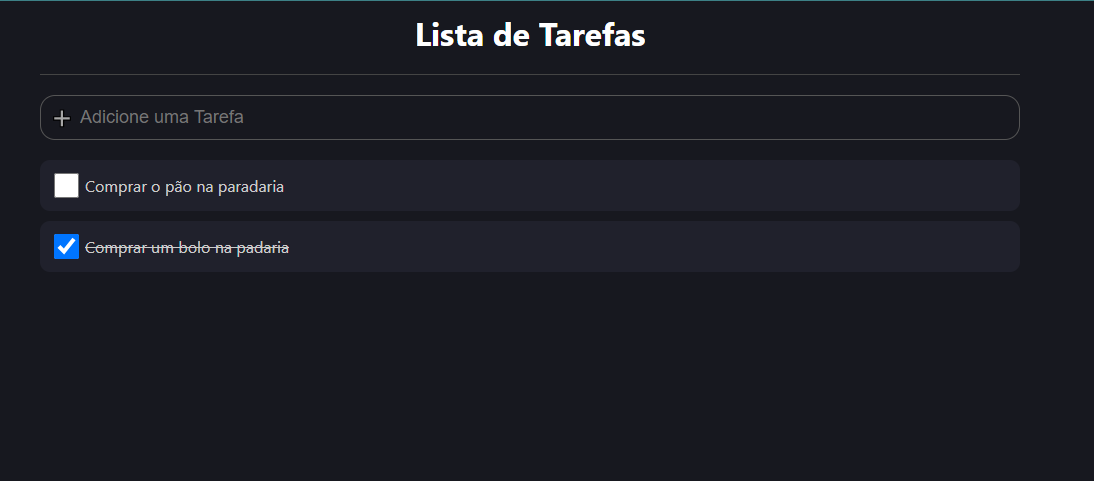 Lista de Tarefas
Adicione uma Tarefa
Comprar o pão na paradaria
Comprar um bolo na padaria